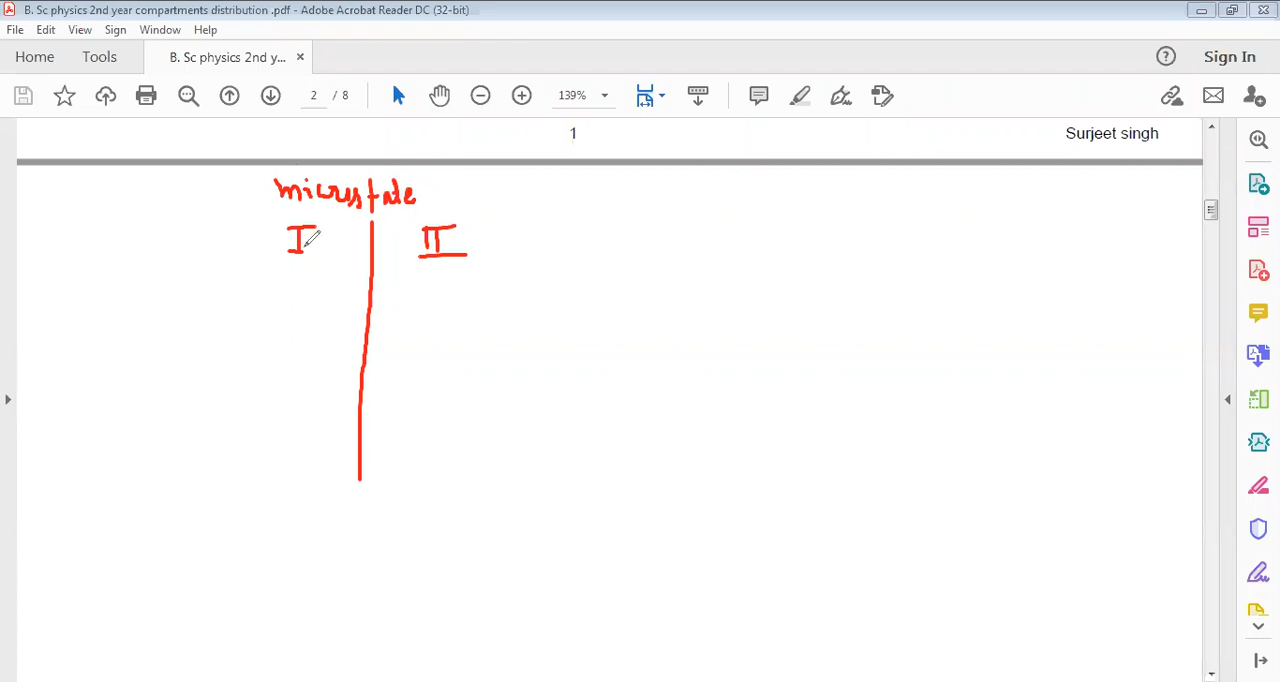 B. Sc physics 2nd year compartments distribution .pdf - Adobe Acrobat Reader DC (32-bit)
File Edit View Sign Window Help
Home Tools B. Sc physics 2nd y... × Sign In
2 / 8 139%
1 Surjeet singh
microstate
I II